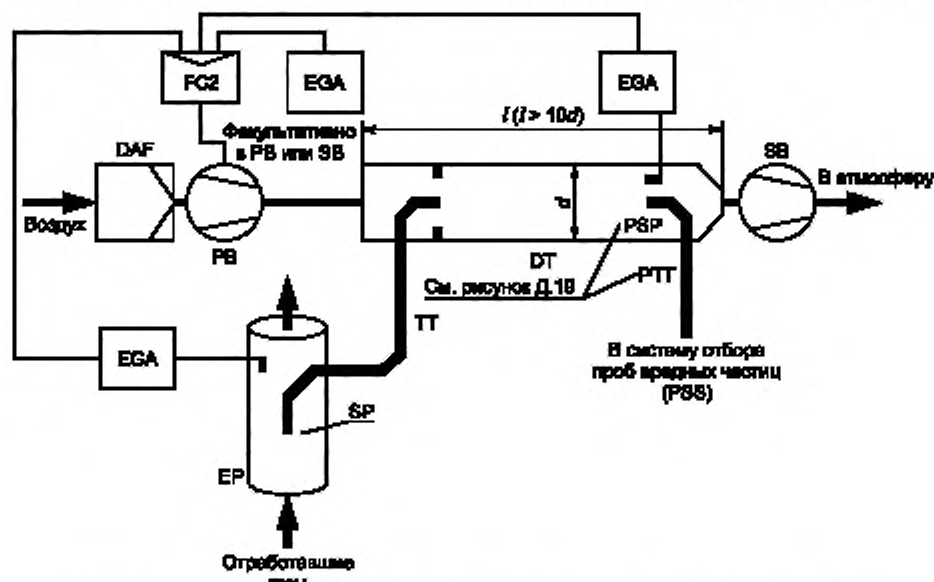 FC2
EGA
EGA
l (l > 10d)
Факультативно
в РВ или SB
DAF
SB
В атмосферу
Воздух
PB
d
PSP
DT
См. рисунок Д.18
PTT
TT
В систему отбора
проб вредных частиц
(PSS)
EGA
SP
EP
Отработавшие